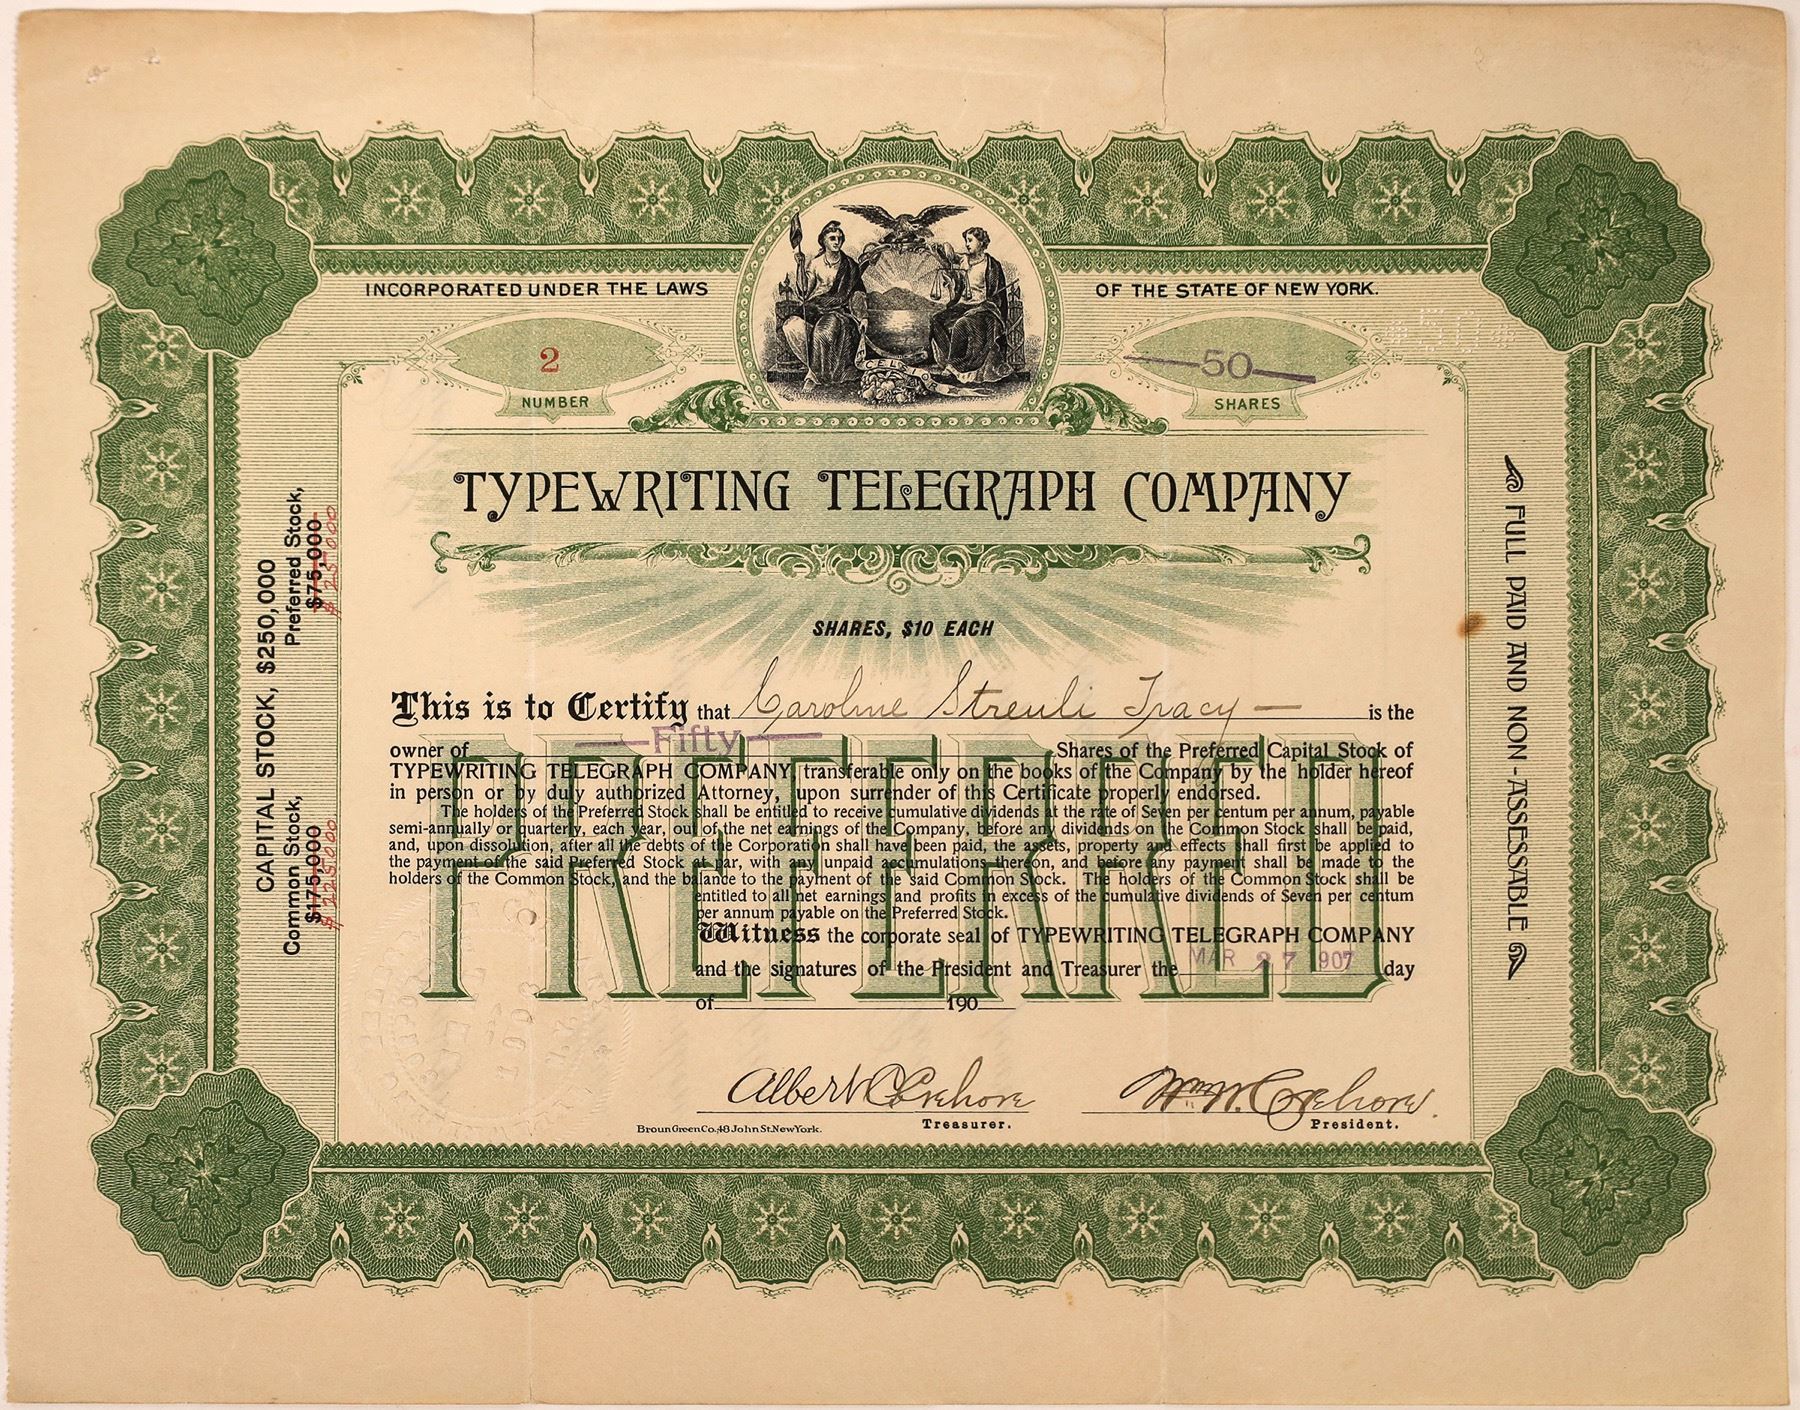 INCORPORATED UNDER THE LAWS OF THE STATE OF NEW YORK.
2
NUMBER
50
SHARES
EXCELSIOR
TYPEWRITING TELEGRAPH COMPANY
SHARES, $10 EACH
This is to Certify that Caroline Streuli Tracy is the
owner of Fifty Shares of the Preferred Capital Stock of
TYPEWRITING TELEGRAPH COMPANY, transferable only on the books of the Company by the holder hereof
in person or by duly authorized Attorney, upon surrender of this Certificate properly endorsed.
The holders of the Preferred Stock shall be entitled to receive cumulative dividends at the rate of Seven per centum per annum, payable
semi-annually or quarterly, each year, out of the net earnings of the Company, before any dividends on the Common Stock shall be paid,
and, upon dissolution, after all the debts of the Corporation shall have been paid, the assets, property and effects shall first be applied to
the payment of the said Preferred Stock at par, with any unpaid accumulations thereon, and before any payment shall be made to the
holders of the Common Stock, and the balance to the payment of the said Common Stock. The holders of the Common Stock shall be
entitled to all net earnings and profits in excess of the cumulative dividends of Seven per centum
per annum payable on the Preferred Stock.
Witness the corporate seal of TYPEWRITING TELEGRAPH COMPANY
and the signatures of the President and Treasurer the MAR 27 907 day
of 190
PREFERRED
Albert C Crehore
Treasurer.
Wm. W. Crehore.
President.
Broun Green Co., 48 John St. New York.
CAPITAL STOCK, $250,000
Common Stock, $175,000
$225000
Preferred Stock, $75,000
$25000
FULL PAID AND NON-ASSESSABLE